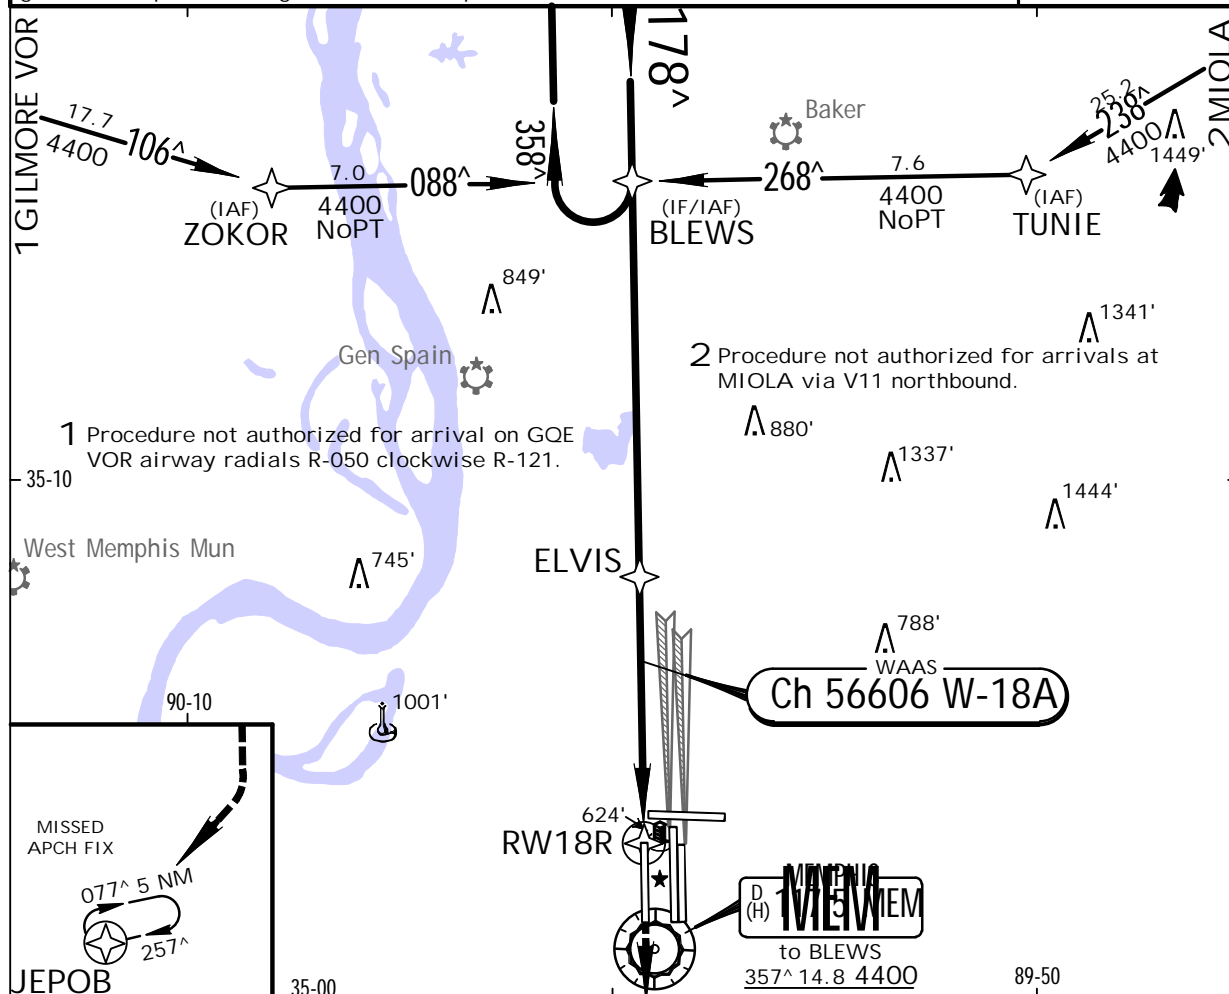 1 GILMORE VOR
17.7
106^
4400
(IAF)
ZOKOR
7.0
088^
4400
NoPT
358^
178^
Baker
(IF/IAF)
BLEWS
268^
7.6
4400
NoPT
(IAF)
TUNIE
25.2
238^
4400
2 MIOLA
1449'
849'
1341'
Gen Spain
2 Procedure not authorized for arrivals at
MIOLA via V11 northbound.
880'
1 Procedure not authorized for arrival on GQE
VOR airway radials R-050 clockwise R-121.
1337'
35-10
1444'
West Memphis Mun
745'
ELVIS
788'
WAAS
Ch 56606 W-18A
90-10
1001'
MISSED
APCH FIX
077^ 5 NM
257^
JEPOB
624'
RW18R
MEMPHIS
D
(H)
MEM
MEM
to BLEWS
357^ 14.8 4400
35-00
89-50